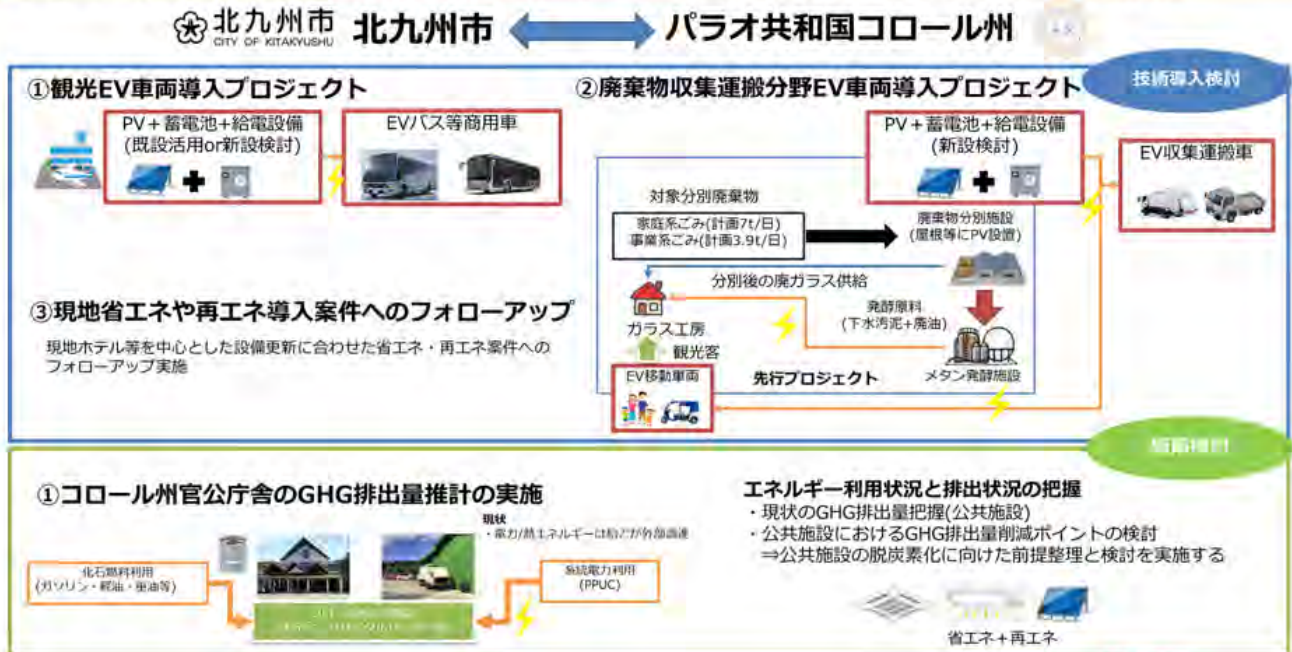 北九州市
CITY OF KITAKYUSHU
北九州市
パラオ共和国コロール州
技術導入検討
①観光EV車両導入プロジェクト
PV+蓄電池+給電設備
(既設活用or新設検討)
EVバス等商用車
②廃棄物収集運搬分野EV車両導入プロジェクト
PV+蓄電池+給電設備
(新設検討)
EV収集運搬車
対象分別廃棄物
家庭系ごみ(計画7t/日)
事業系ごみ(計画3.9t/日)
廃棄物分別施設
(屋根等にPV設置)
分別後の廃ガラス供給
ガラス工房
観光客
EV移動車両
発酵原料
(下水汚泥+廃油)
メタン発酵施設
先行プロジェクト
③現地省エネや再エネ導入案件へのフォローアップ
現地ホテル等を中心とした設備更新に合わせた省エネ・再エネ案件への
フォローアップ実施
①コロール州官公庁舎のGHG排出量推計の実施
現状
・電力/熱エネルギーは殆どが外部調達
化石燃料利用
(ガソリン・軽油・重油等)
系統電力利用
(PPUC)
エネルギー利用状況と排出状況の把握
・現状のGHG排出量把握(公共施設)
・公共施設におけるGHG排出量削減ポイントの検討
⇒公共施設の脱炭素化に向けた前提整理と検討を実施する
省エネ+再エネ